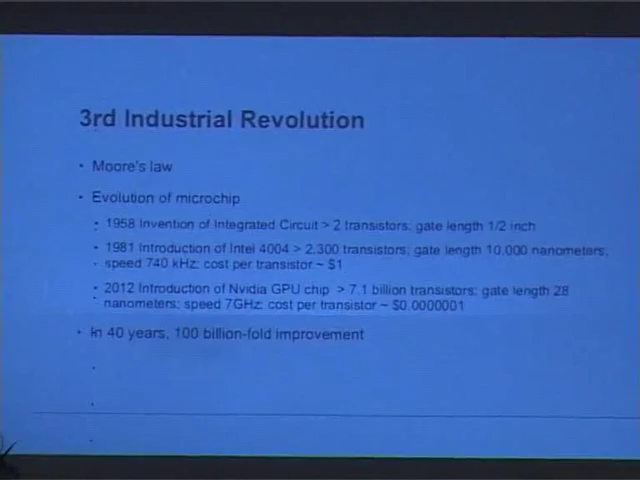 3rd Industrial Revolution
• Moore's law
• Evolution of microchip
• 1958 Invention of Integrated Circuit > 2 transistors; gate length 1/2 inch
• 1981 Introduction of Intel 4004 > 2,300 transistors; gate length 10,000 nanometers;
speed 740 kHz; cost per transistor ~ $1
• 2012 Introduction of Nvidia GPU chip > 7.1 billion transistors; gate length 28
nanometers; speed 7GHz; cost per transistor ~ $0.0000001
• In 40 years, 100 billion-fold improvement